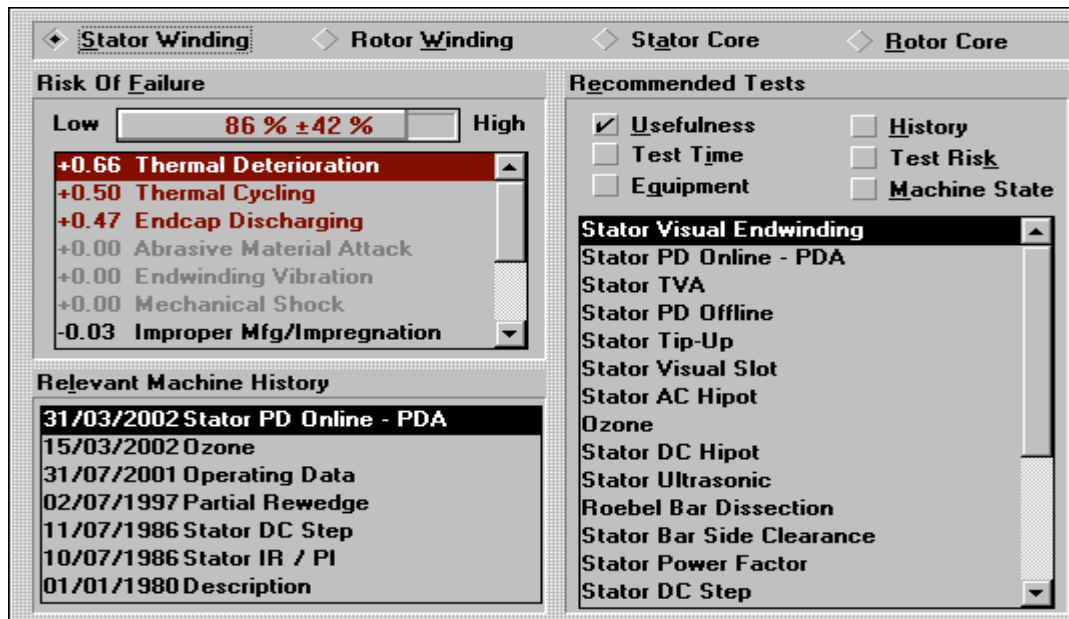 Stator Winding Rotor Winding Stator Core Rotor Core
Risk Of Failure
Low 86 % ±42 % High
+0.66 Thermal Deterioration
+0.50 Thermal Cycling
+0.47 Endcap Discharging
+0.00 Abrasive Material Attack
+0.00 Endwinding Vibration
+0.00 Mechanical Shock
-0.03 Improper Mfg/Impregnation
Relevant Machine History
31/03/2002 Stator PD Online - PDA
15/03/2002 Ozone
31/07/2001 Operating Data
02/07/1997 Partial Rewedge
11/07/1986 Stator DC Step
10/07/1986 Stator IR / PI
01/01/1980 Description
Recommended Tests
Usefulness History
Test Time Test Risk
Equipment Machine State
Stator Visual Endwinding
Stator PD Online - PDA
Stator TVA
Stator PD Offline
Stator Tip-Up
Stator Visual Slot
Stator AC Hipot
Ozone
Stator DC Hipot
Stator Ultrasonic
Roebel Bar Dissection
Stator Bar Side Clearance
Stator Power Factor
Stator DC Step